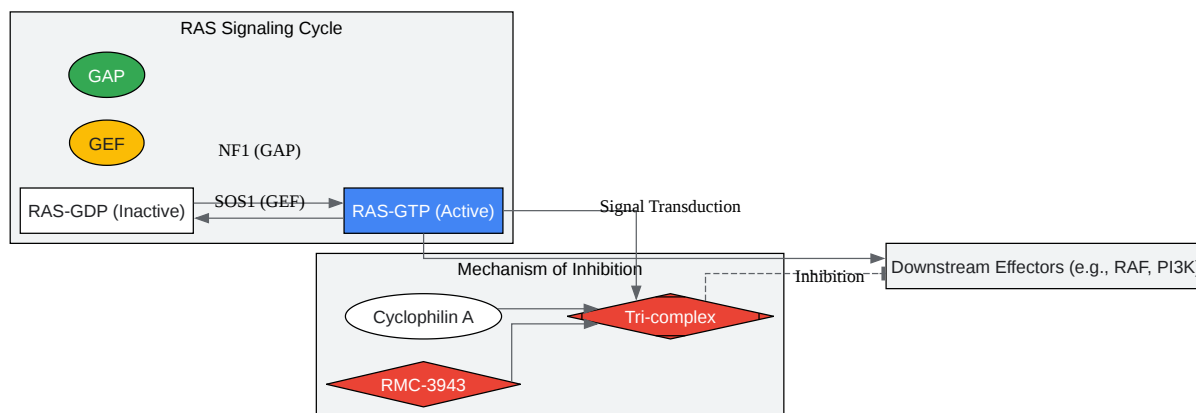 RAS Signaling Cycle
GAP
GEF
NF1 (GAP)
SOS1 (GEF)
RAS-GDP (Inactive)
RAS-GTP (Active)
Signal Transduction
Mechanism of Inhibition
Inhibition
Downstream Effectors (e.g., RAF, PI3K)
Cyclophilin A
Tri-complex
RMC-3943